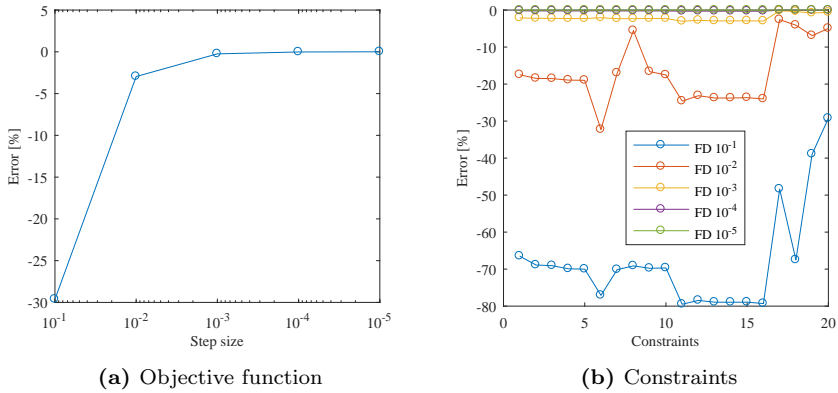 5
0
-5
-10
-15
-20
-25
-30
Error [%]
10^-1 10^-2 10^-3 10^-4 10^-5
Step size
(a) Objective function
0
-10
-20
-30
-40
-50
-60
-70
-80
Error [%]
FD 10^-1
FD 10^-2
FD 10^-3
FD 10^-4
FD 10^-5
0 5 10 15 20
Constraints
(b) Constraints